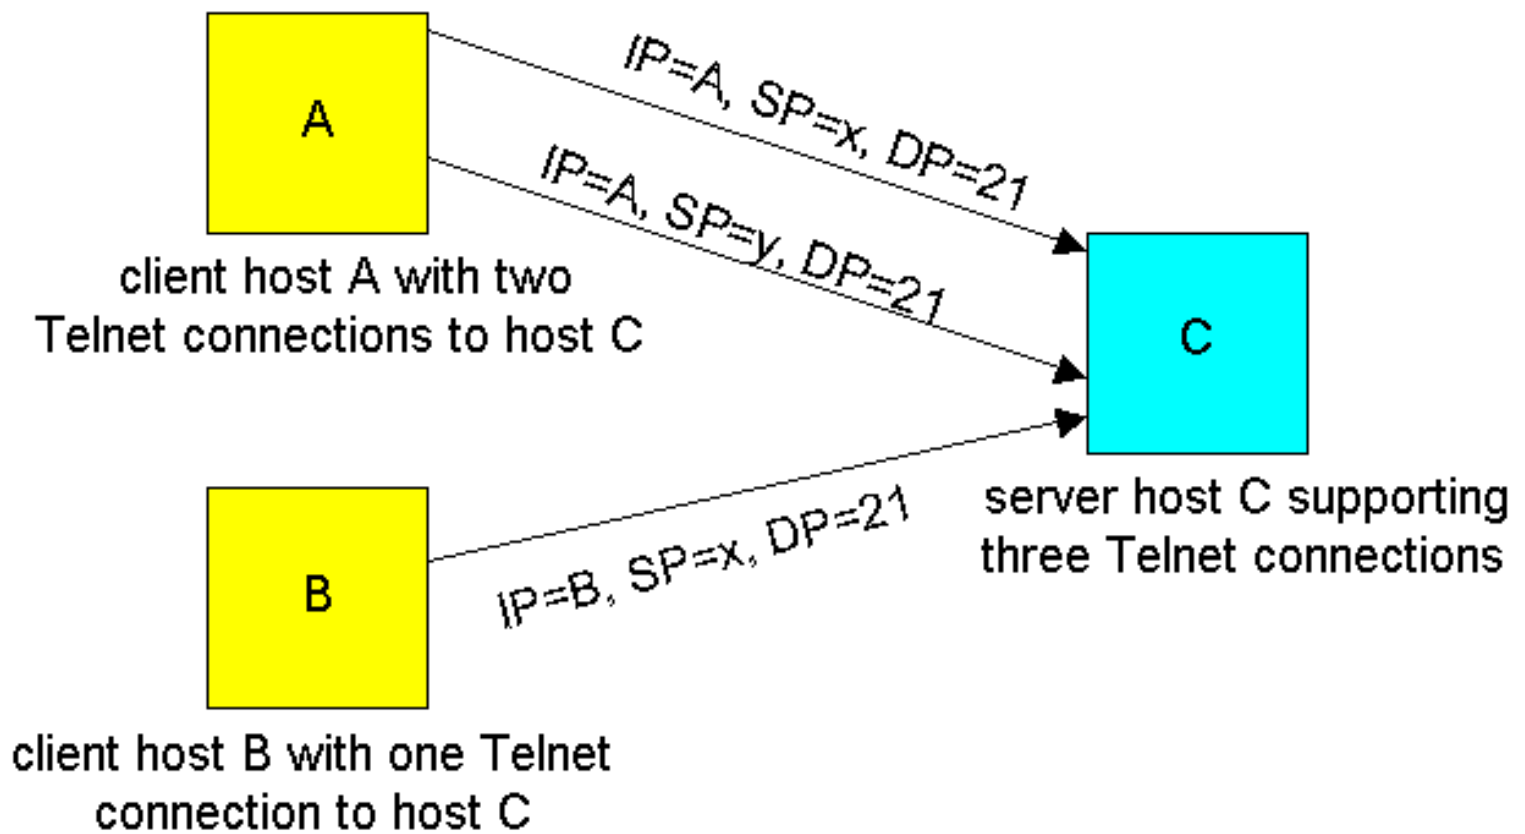 A
client host A with two
Telnet connections to host C
IP=A, SP=x, DP=21
IP=A, SP=y, DP=21
C
server host C supporting
three Telnet connections
B
IP=B, SP=x, DP=21
client host B with one Telnet
connection to host C